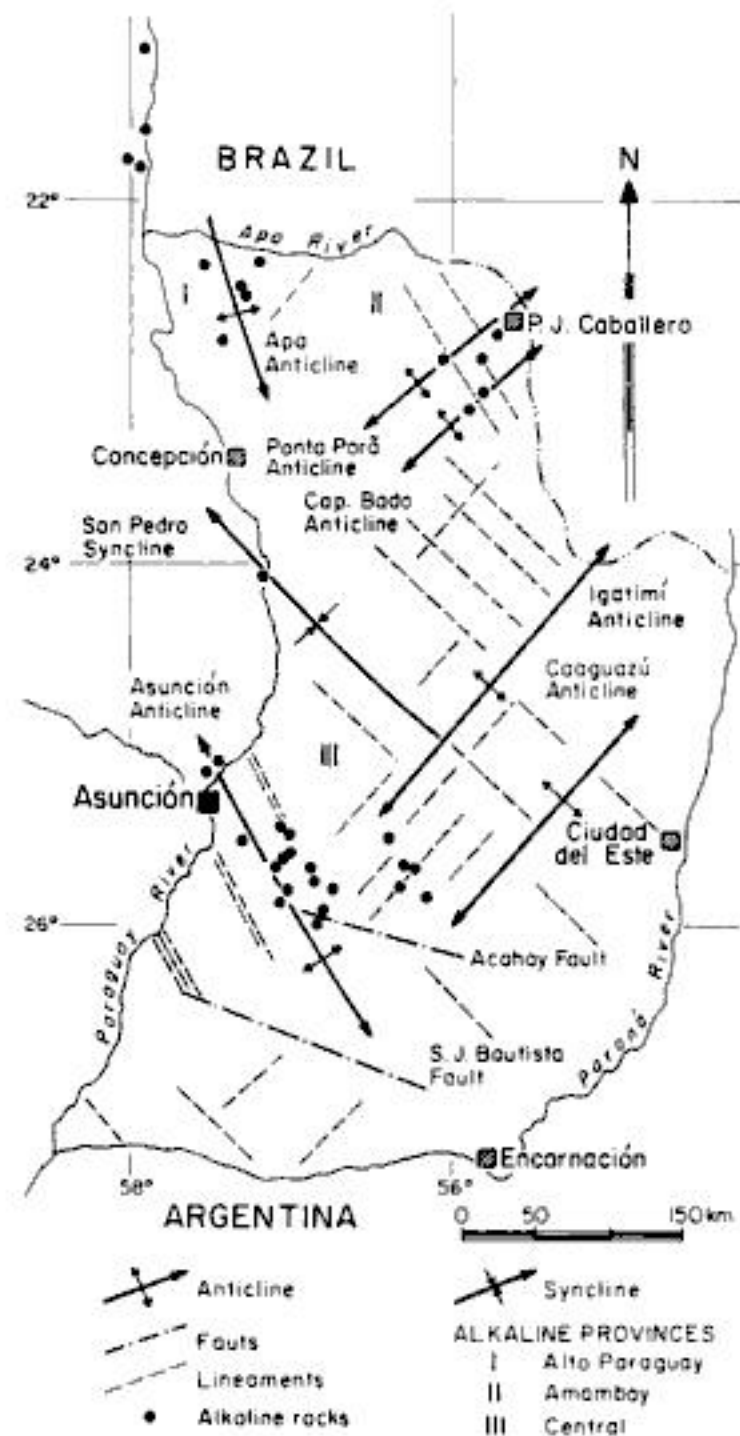 BRAZIL
N
22°
Apa River
I
II
P. J. Caballero
Apa
Anticline
Concepción
Ponta Porã
Anticline
Cap. Bado
Anticline
San Pedro
Syncline
24°
Igatimí
Anticline
Asunción
Anticline
Caaguazú
Anticline
III
Asunción
Ciudad
del Este
26°
Acahay Fault
Paraguay River
Paraná River
S. J. Bautista
Fault
Encarnación
58°
56°
ARGENTINA
0 50 150 km.
Anticline
Syncline
Fauts
Lineaments
Alkaline rocks
ALKALINE PROVINCES
I Alto Paraguay
II Amambay
III Central